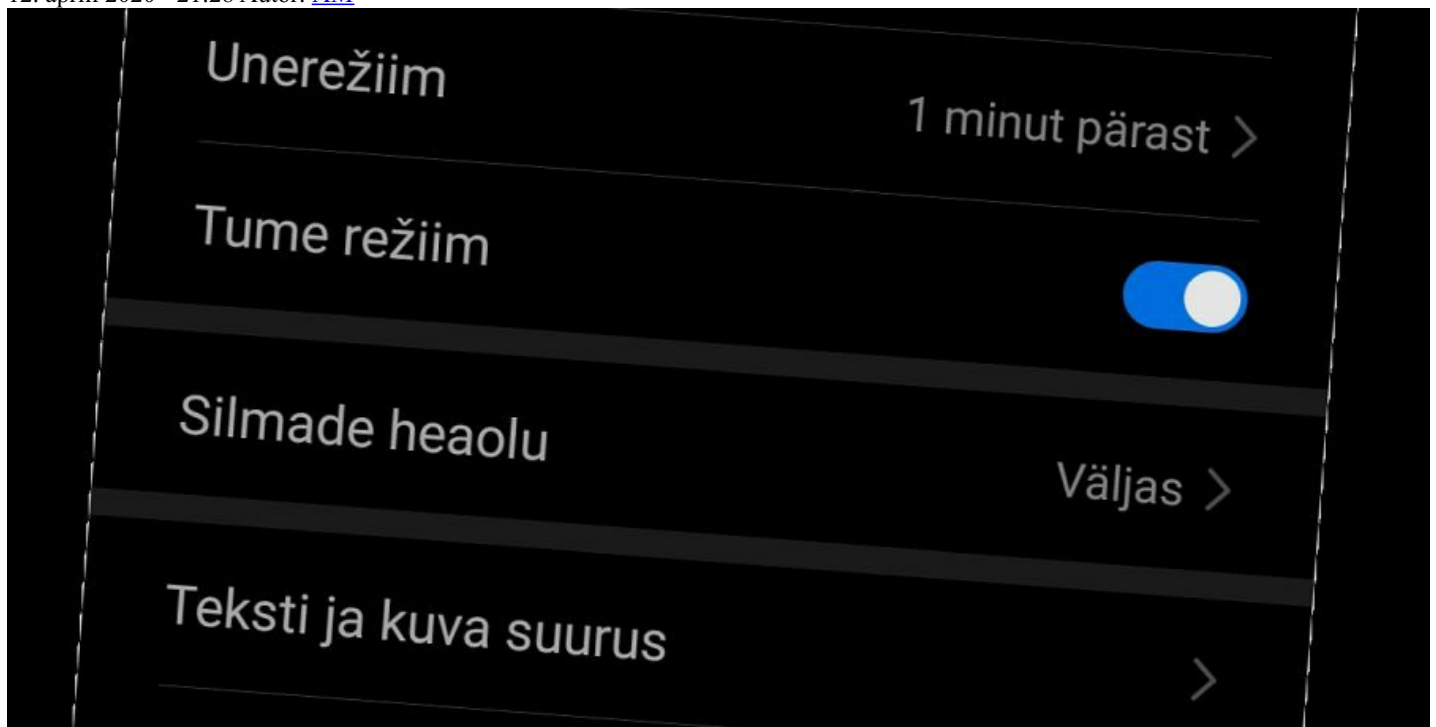 Unerežiim
1 minut pärast
Tume režiim
Silmade heaolu
Väljas
Teksti ja kuva suurus